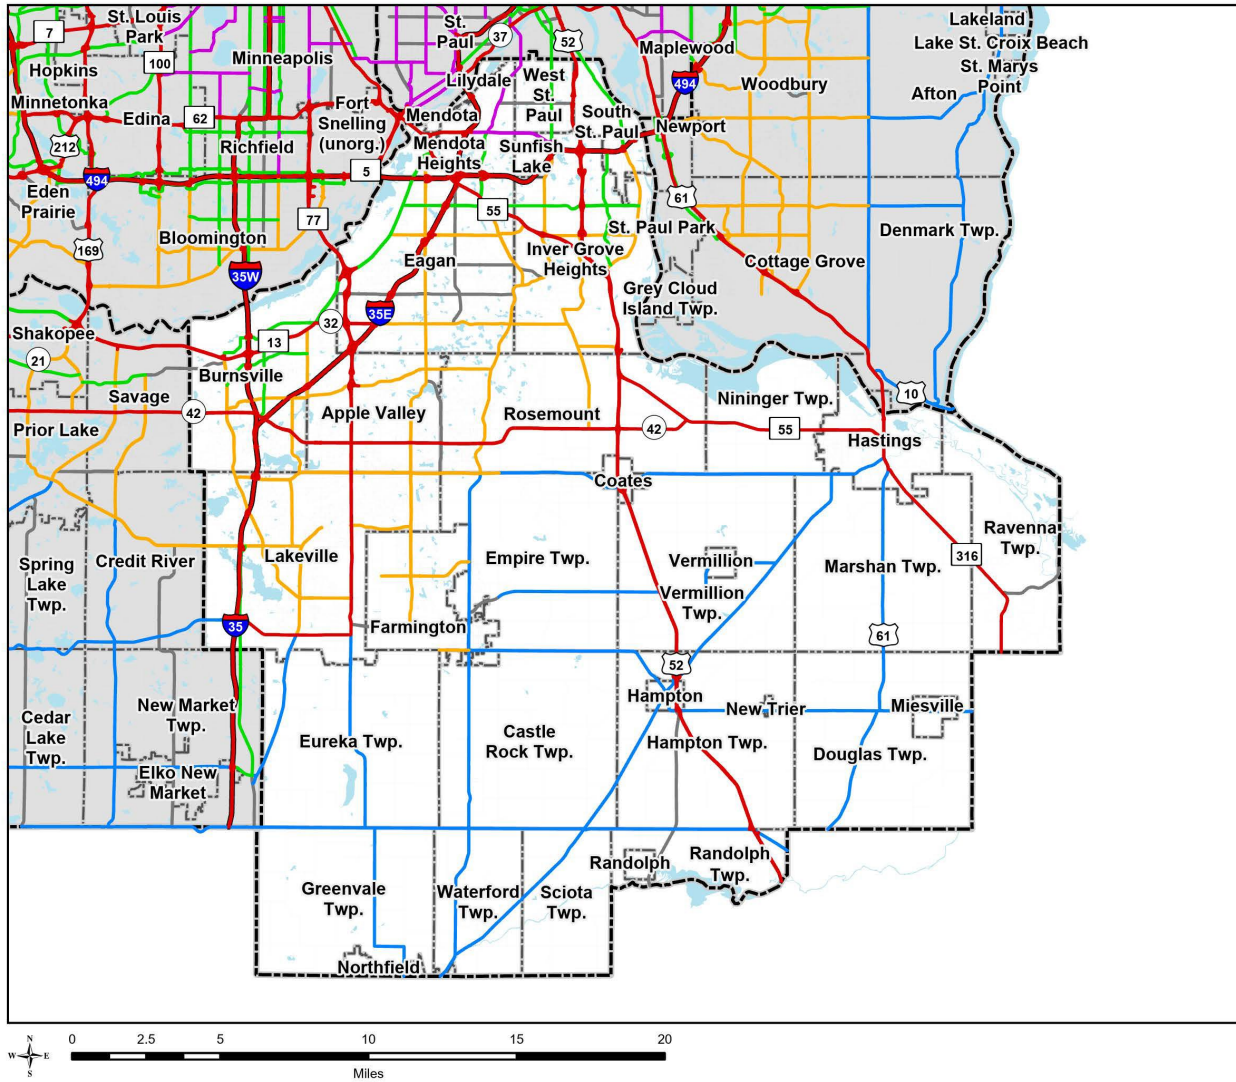 St. Louis
Park
7
100
Hopkins
Minneapolis
St.
Paul
37
52
Maplewood
Lakeland
Lake St. Croix Beach
St. Marys
Point
Lilydale
West
St.
Paul
494
Woodbury
Afton
Minnetonka
Edina
62
Fort
Snelling
(unorg.)
Mendota
South
St. Paul
Newport
212
Richfield
Mendota
Heights
Sunfish
Lake
5
494
Eden
Prairie
61
55
77
169
Bloomington
St. Paul Park
Denmark Twp.
35W
Eagan
Inver Grove
Heights
Cottage Grove
Grey Cloud
Island Twp.
35E
32
Shakopee
13
21
Burnsville
Savage
42
Apple Valley
Rosemount
Nininger Twp.
10
Prior Lake
42
55
Hastings
Coates
Ravenna
Twp.
316
Spring
Lake
Twp.
Credit River
Lakeville
Empire Twp.
Vermillion
Vermillion
Twp.
Marshan Twp.
35
Farmington
61
52
Hampton
New Trier
Miesville
Cedar
Lake
Twp.
New Market
Twp.
Eureka Twp.
Castle
Rock Twp.
Hampton Twp.
Douglas Twp.
Elko New
Market
Randolph
Randolph
Twp.
Greenvale
Twp.
Waterford
Twp.
Sciota
Twp.
Northfield
N
W E
S
0 2.5 5 10 15 20
Miles